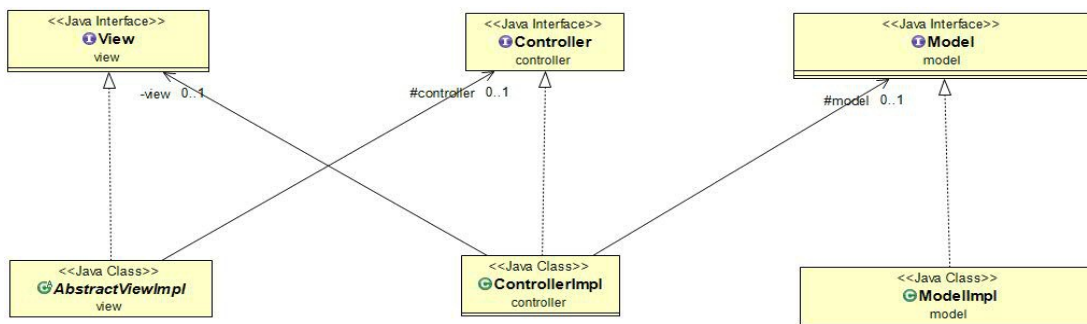 <<Java Interface>>
View
view
<<Java Interface>>
Controller
controller
<<Java Interface>>
Model
model
-view 0..1
#controller 0..1
#model 0..1
<<Java Class>>
AbstractViewImpl
view
<<Java Class>>
ControllerImpl
controller
<<Java Class>>
ModelImpl
model